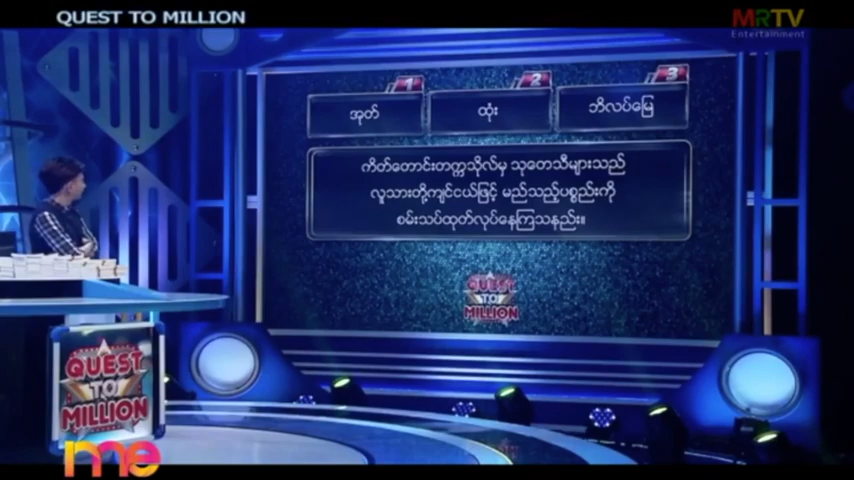 QUEST TO MILLION
MRTV
Entertainment
1
2
3
အုတ်
ထုံး
ဘိလပ်မြေ
ကိတ်တောင်းတက္ကသိုလ်မှ သုတေသီများသည်
လူသားတို့ကျင်ငယ်ဖြင့် မည်သည့်ပစ္စည်းကို
စမ်းသပ်ထုတ်လုပ်နေကြသနည်း။
QUEST
TO
MILLION
QUEST
TO
MILLION
me